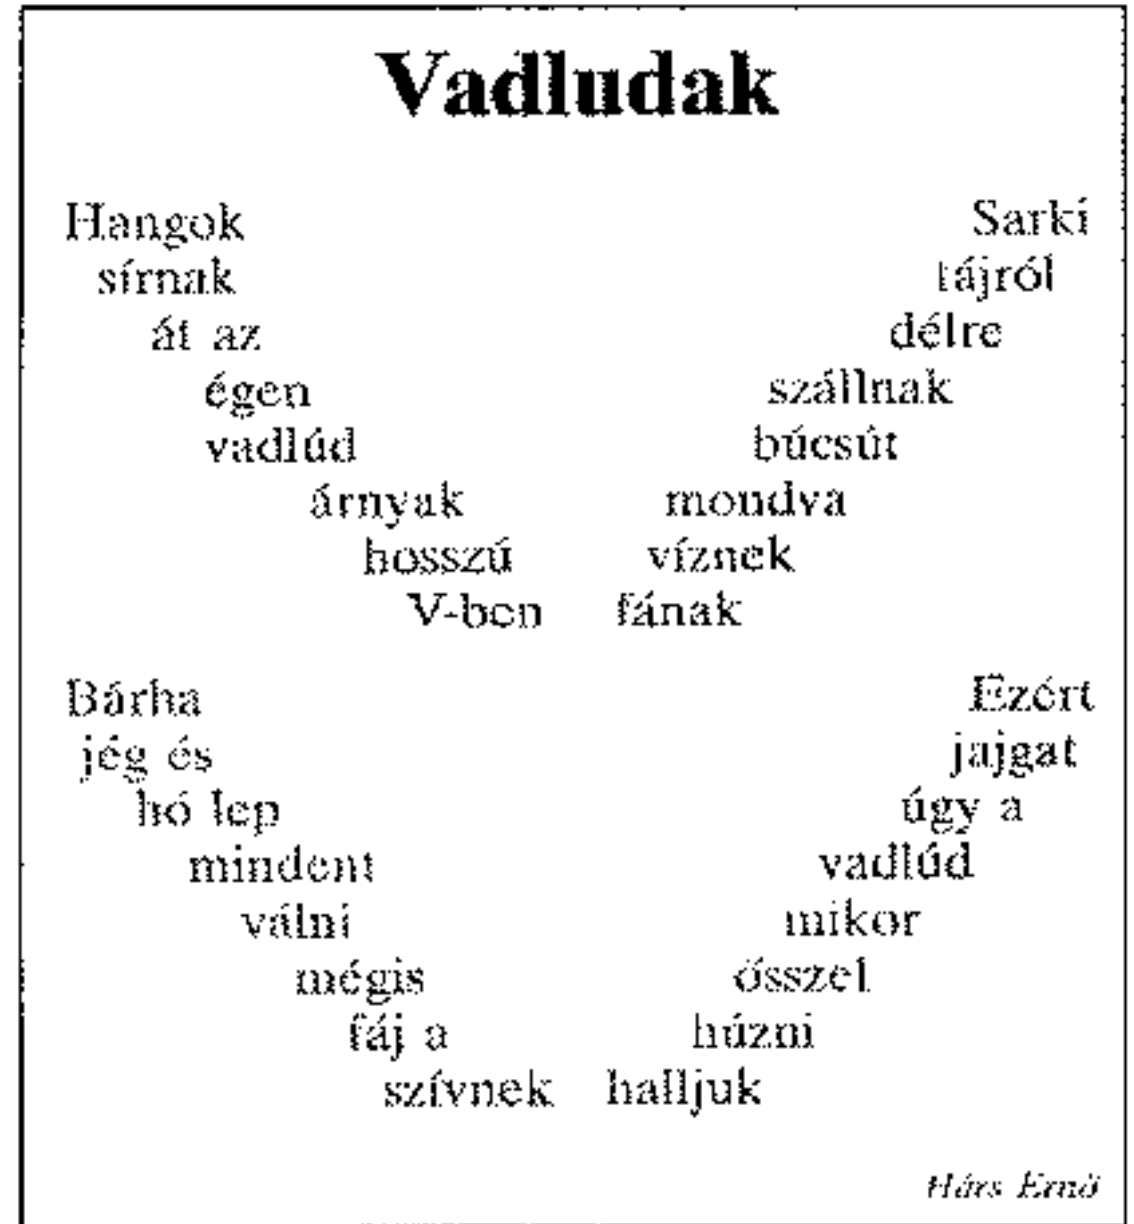 Vadludak
Hangok
sírnak
át az
égen
vadlúd
árnyak
hosszú
V-ben
Sarki
tájról
délre
szállnak
búcsút
mondva
víznek
fának
Bárha
jég és
hó lep
mindent
válni
mégis
fáj a
szívnek
Ezért
jajgat
úgy a
vadlúd
mikor
ősszel
húzni
halljuk
Hárs Ernő